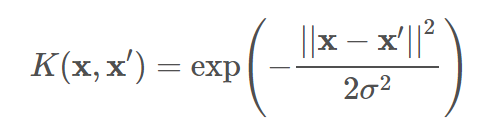 K(𝐱, 𝐱′) = exp(−||𝐱 − 𝐱′||² / 2σ²)